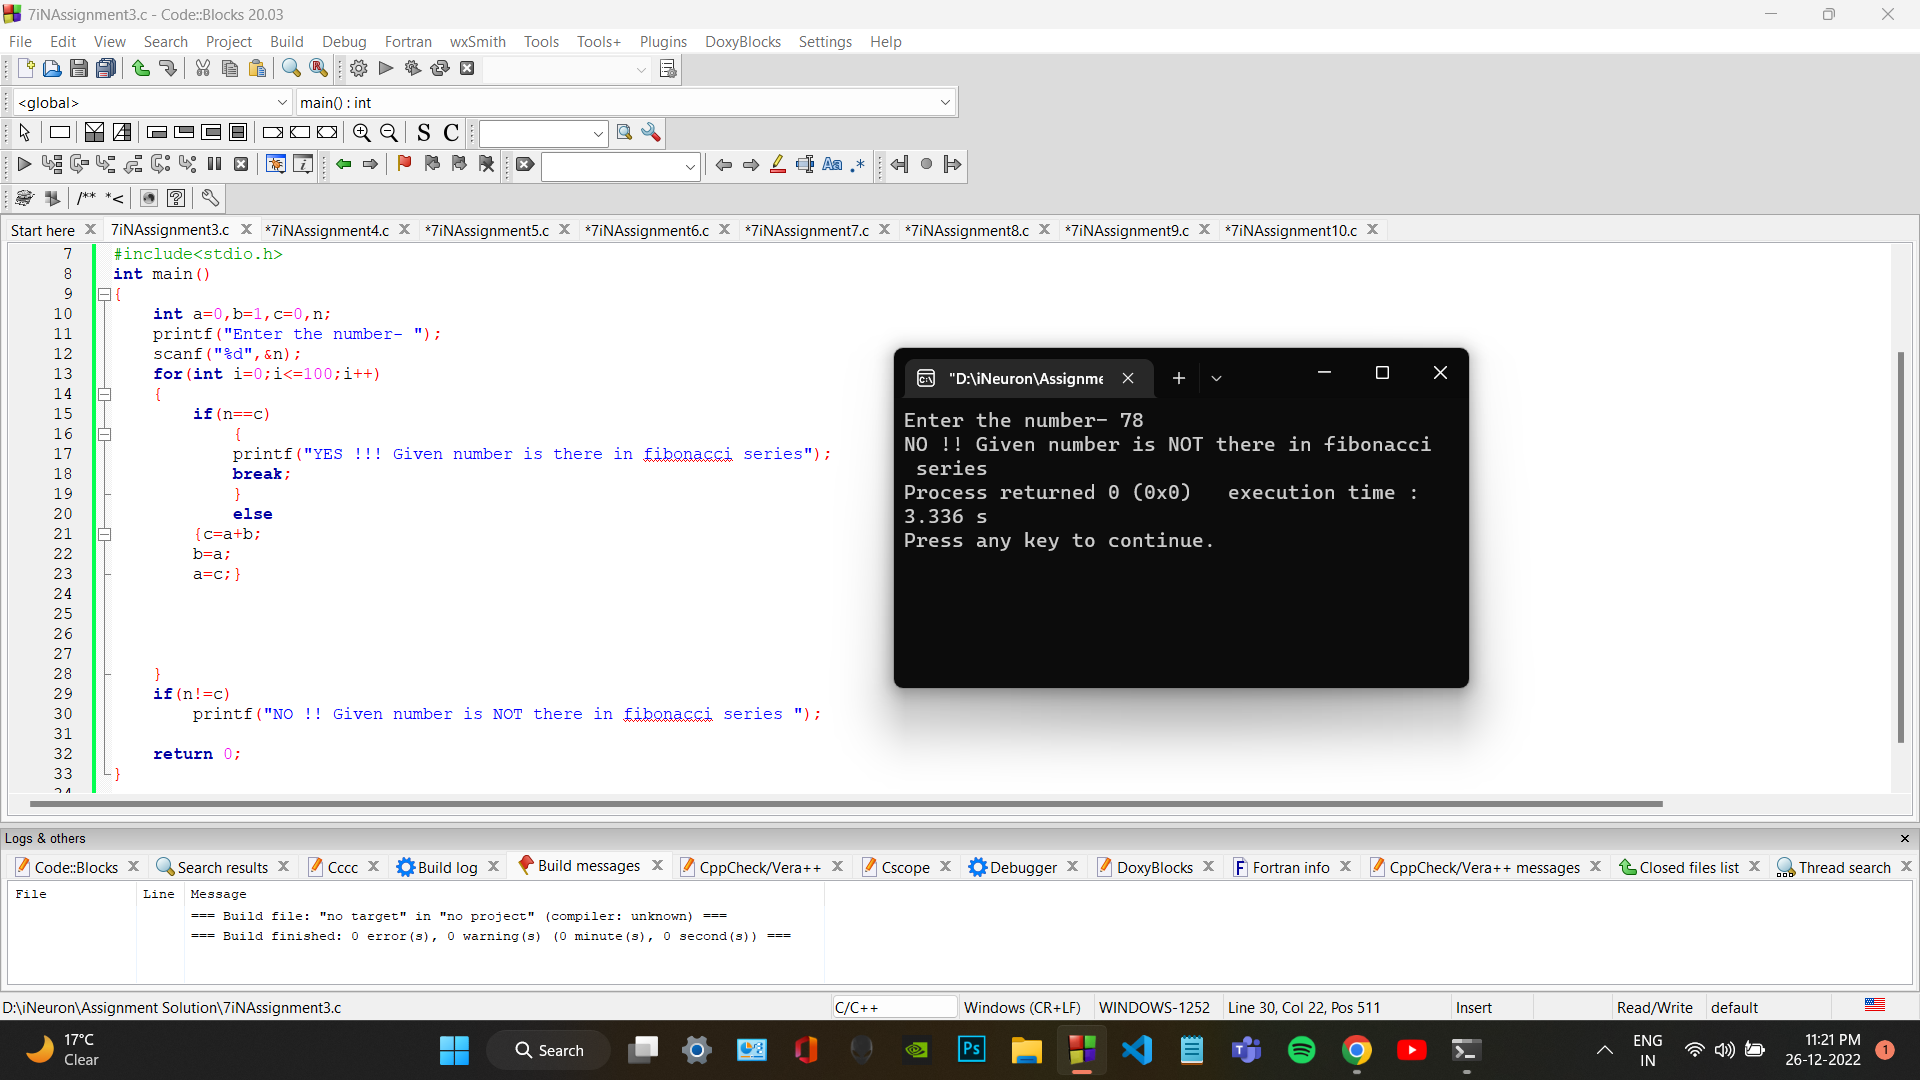 7iNAssignment3.c - Code::Blocks 20.03
File Edit View Search Project Build Debug Fortran wxSmith Tools Tools+ Plugins DoxyBlocks Settings Help
<global> main() : int
S C
Aa .*
/** *<
Start here 7iNAssignment3.c *7iNAssignment4.c *7iNAssignment5.c *7iNAssignment6.c *7iNAssignment7.c *7iNAssignment8.c *7iNAssignment9.c *7iNAssignment10.c
7 #include<stdio.h>
8 int main()
9 {
10 int a=0,b=1,c=0,n;
11 printf("Enter the number- ");
12 scanf("%d",&n);
13 for(int i=0;i<=100;i++)
14 {
15 if(n==c)
16 {
17 printf("YES !!! Given number is there in fibonacci series");
18 break;
19 }
20 else
21 {c=a+b;
22 b=a;
23 a=c;}
24
25
26
27
28 }
29 if(n!=c)
30 printf("NO !! Given number is NOT there in fibonacci series ");
31
32 return 0;
33 }
34
"D:\iNeuron\Assignme
Enter the number- 78
NO !! Given number is NOT there in fibonacci
series
Process returned 0 (0x0) execution time :
3.336 s
Press any key to continue.
Logs & others
Code::Blocks Search results Cccc Build log Build messages CppCheck/Vera++ Cscope Debugger DoxyBlocks Fortran info CppCheck/Vera++ messages Closed files list Thread search
File Line Message
=== Build file: "no target" in "no project" (compiler: unknown) ===
=== Build finished: 0 error(s), 0 warning(s) (0 minute(s), 0 second(s)) ===
D:\iNeuron\Assignment Solution\7iNAssignment3.c C/C++ Windows (CR+LF) WINDOWS-1252 Line 30, Col 22, Pos 511 Insert Read/Write default
17°C
Clear
Search
Ps
ENG
IN
11:21 PM
26-12-2022
1